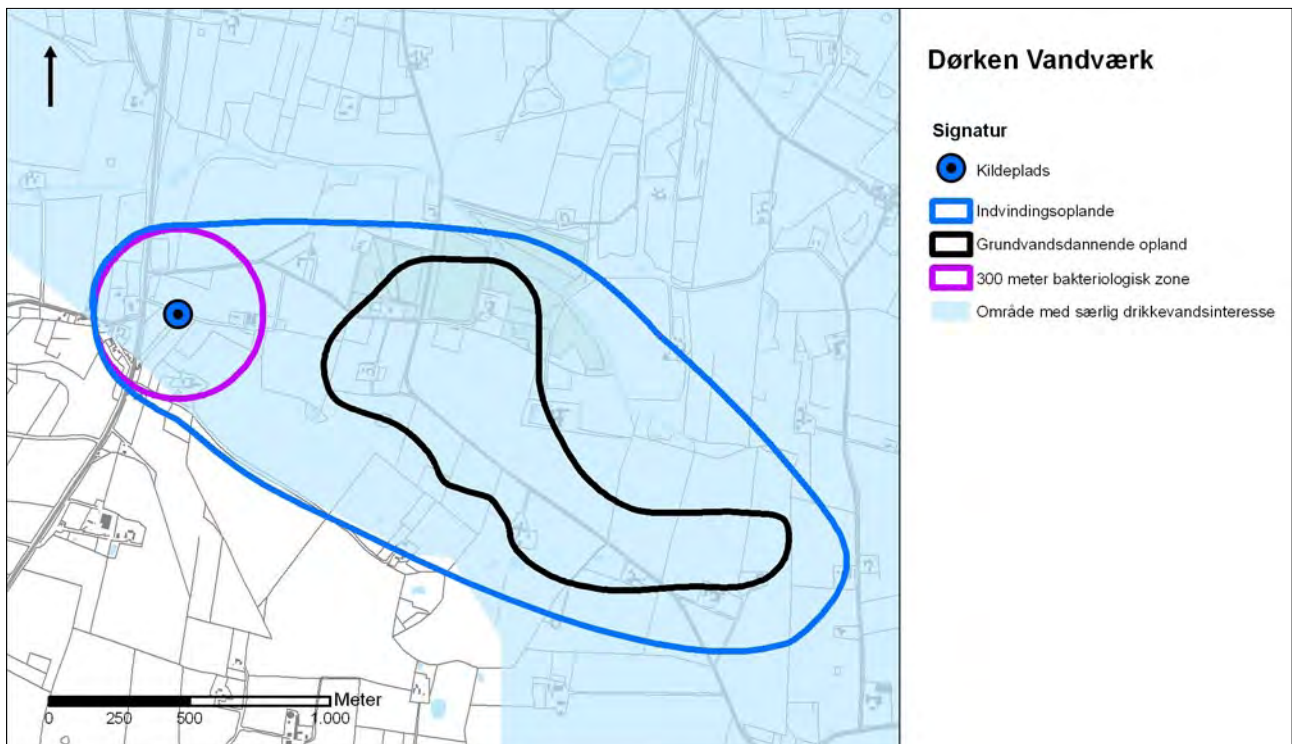 Dørken Vandværk
Signatur
Kildeplads
Indvindingsoplande
Grundvandsdannende opland
300 meter bakteriologisk zone
Område med særlig drikkevandsinteresse
Meter
0 250 500 1.000